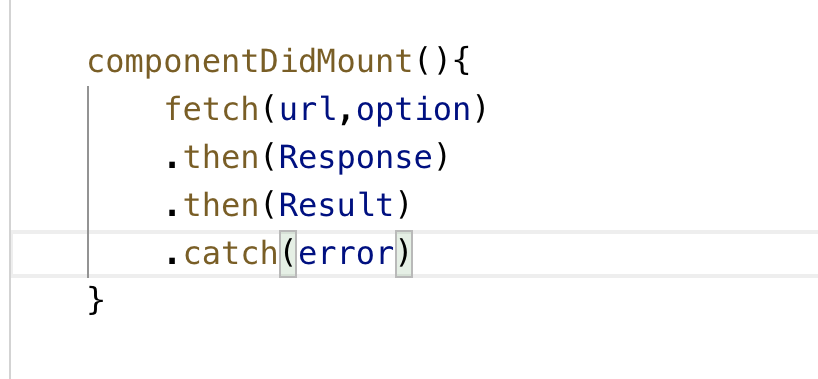 componentDidMount(){
fetch(url,option)
.then(Response)
.then(Result)
.catch(error)
}